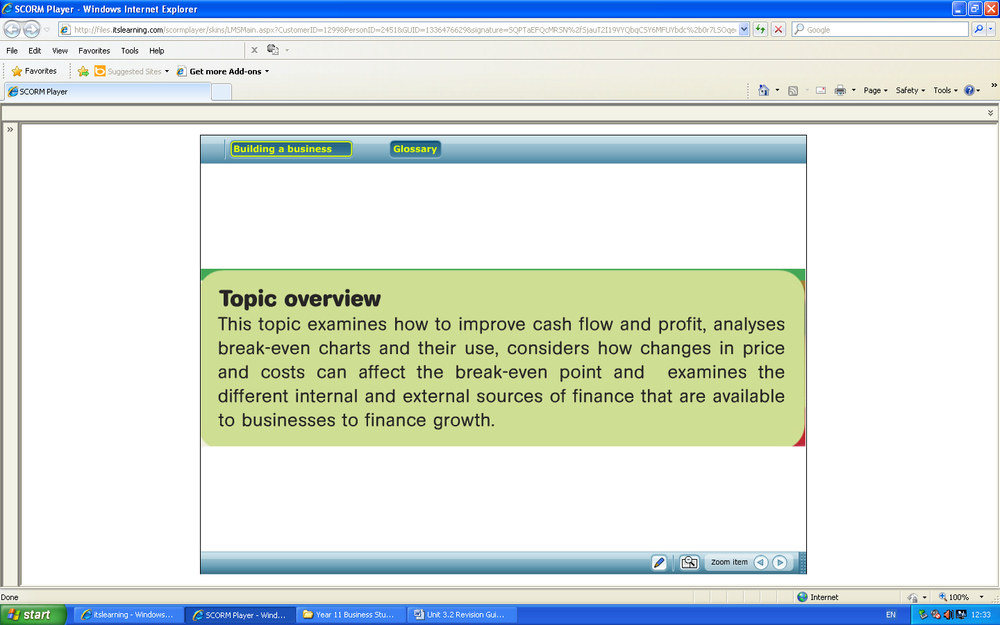 SCORM Player - Windows Internet Explorer
http://files.itslearning.com/scormplayer/skins/LMSMain.aspx?CustomerID=1299&PersonID=2451&GUID=1336476629&signature=
Google
File Edit View Favorites Tools Help
Favorites Suggested Sites Get more Add-ons
SCORM Player
Page Safety Tools
Building a business Glossary
Topic overview
This topic examines how to improve cash flow and profit, analyses
break-even charts and their use, considers how changes in price
and costs can affect the break-even point and examines the
different internal and external sources of finance that are available
to businesses to finance growth.
Zoom item
Done Internet 100%
start itslearning - Windows... SCORM Player - Wind... Year 11 Business Stu... Unit 3.2 Revision Gui... EN 12:33